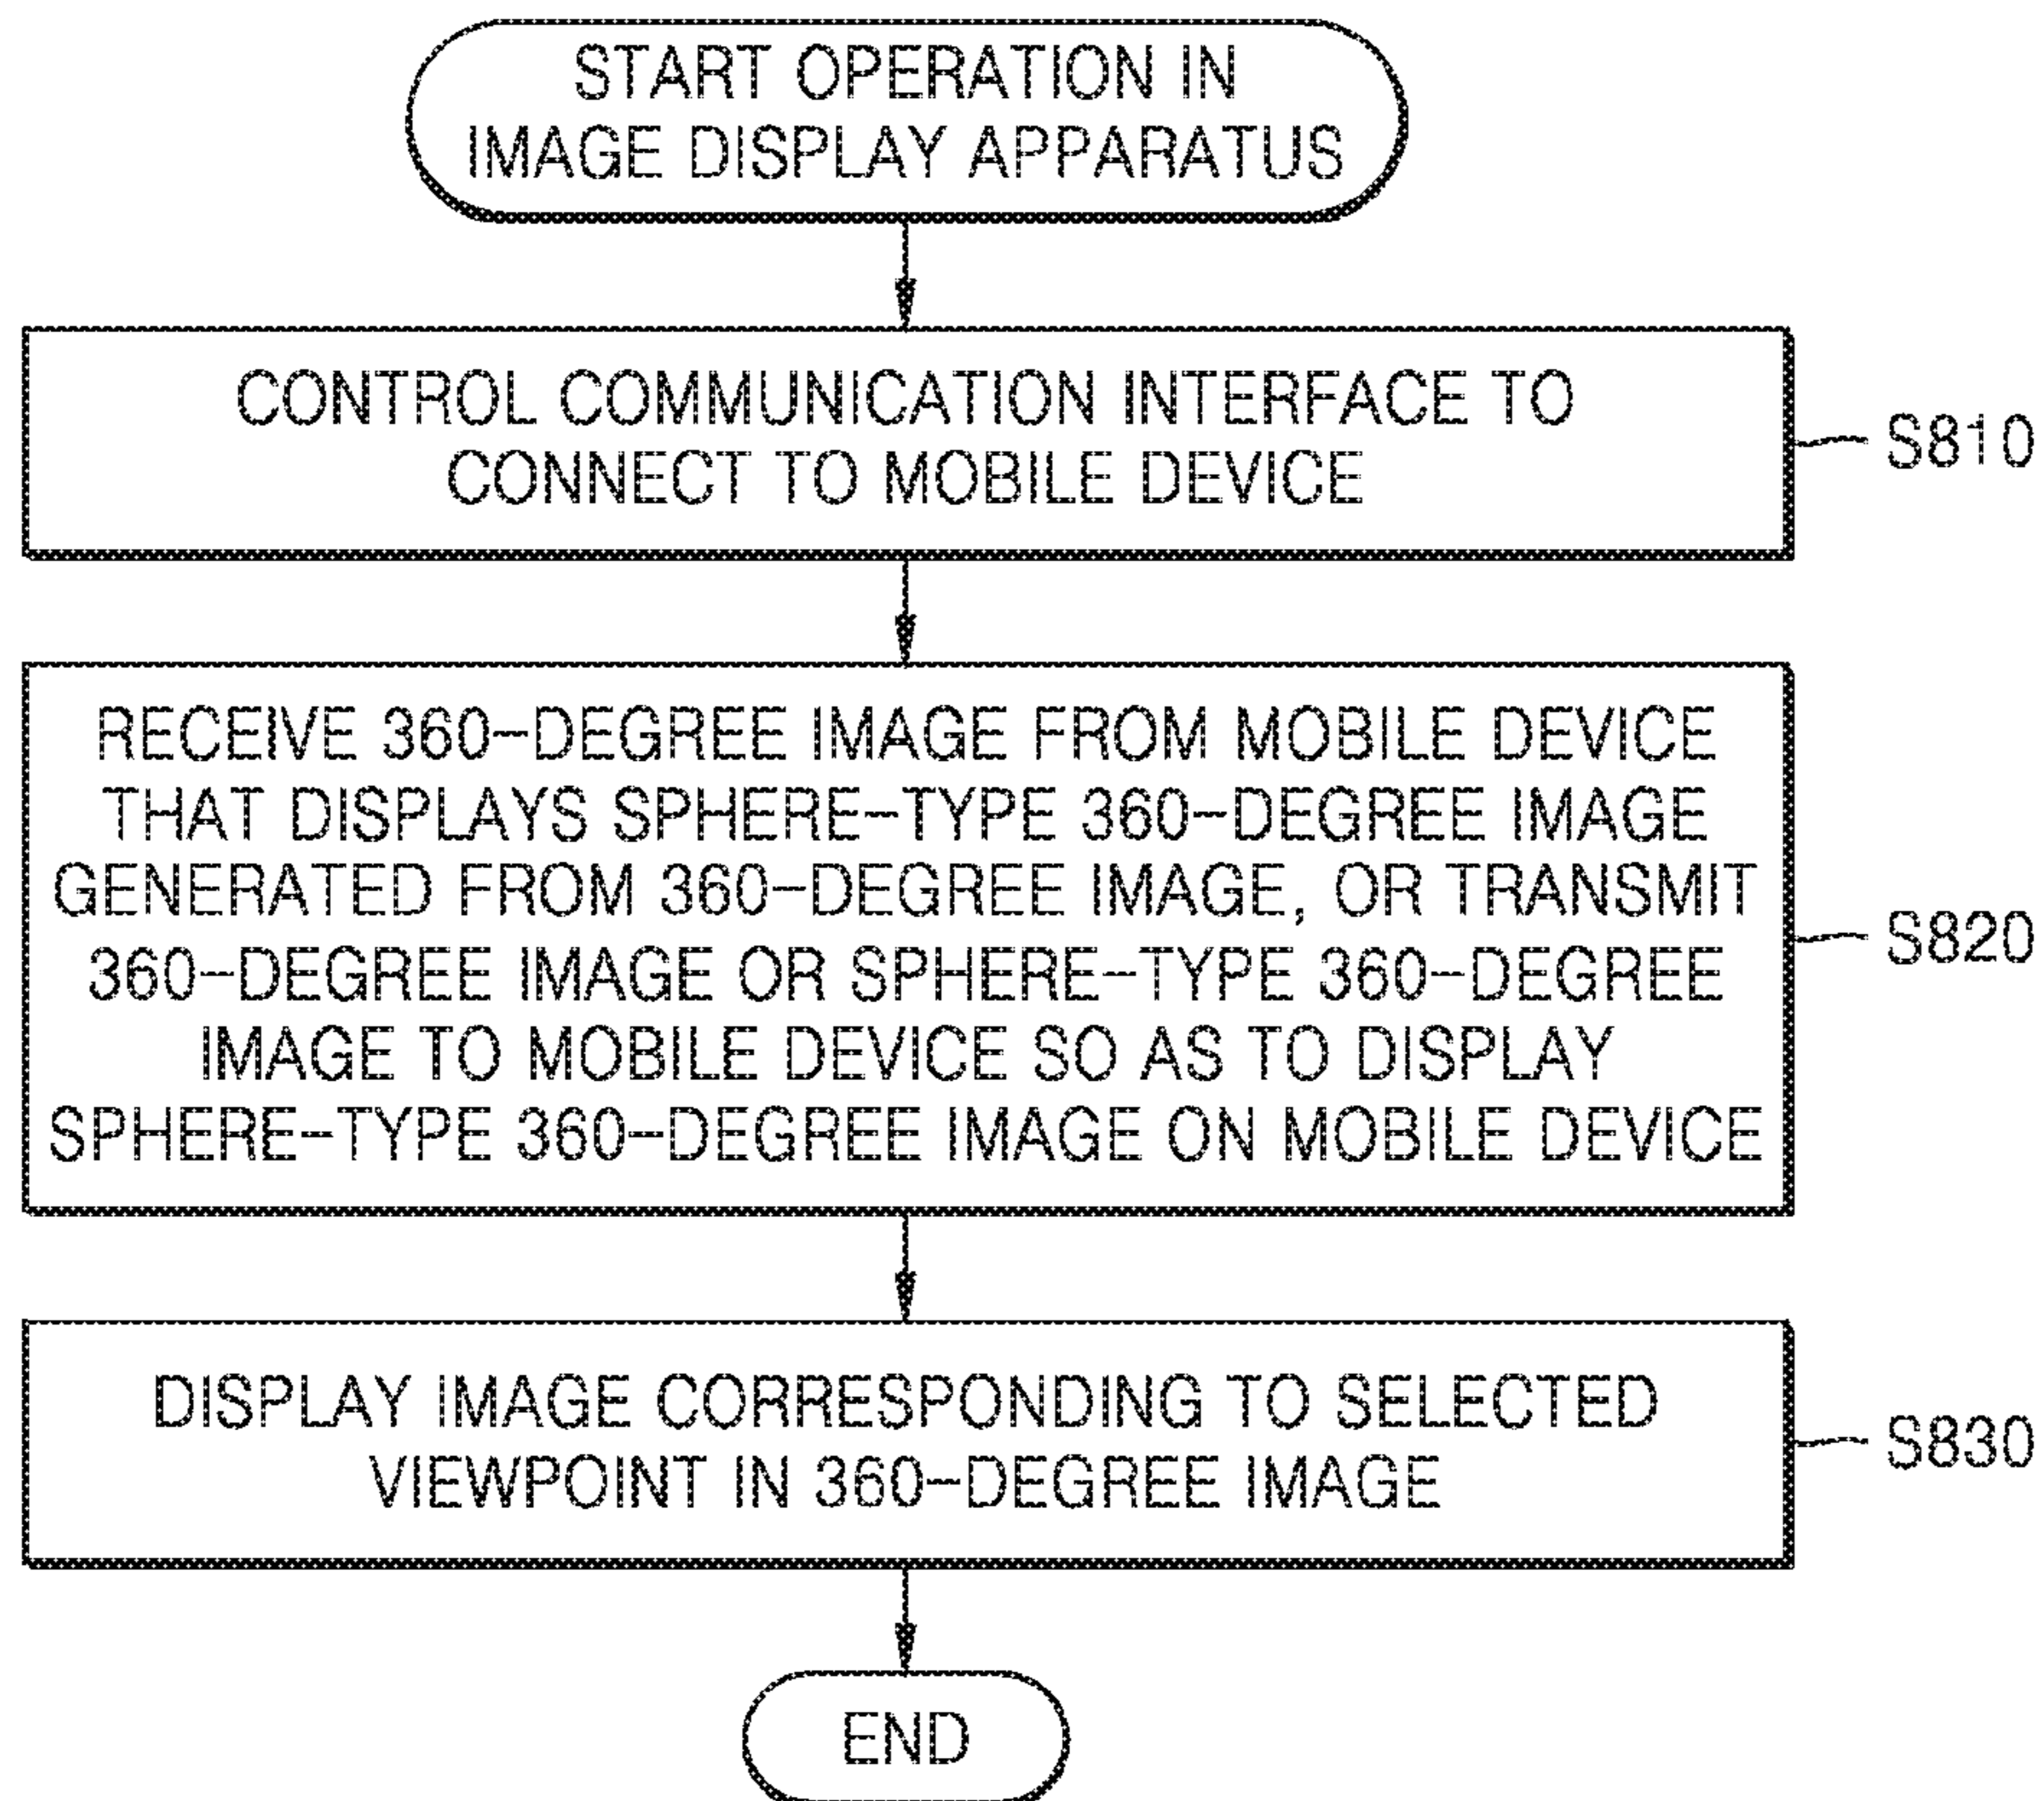 START OPERATION IN
IMAGE DISPLAY APPARATUS
CONTROL COMMUNICATION INTERFACE TO
CONNECT TO MOBILE DEVICE
S810
RECEIVE 360-DEGREE IMAGE FROM MOBILE DEVICE
THAT DISPLAYS SPHERE-TYPE 360-DEGREE IMAGE
GENERATED FROM 360-DEGREE IMAGE, OR TRANSMIT
360-DEGREE IMAGE OR SPHERE-TYPE 360-DEGREE
IMAGE TO MOBILE DEVICE SO AS TO DISPLAY
SPHERE-TYPE 360-DEGREE IMAGE ON MOBILE DEVICE
S820
DISPLAY IMAGE CORRESPONDING TO SELECTED
VIEWPOINT IN 360-DEGREE IMAGE
S830
END